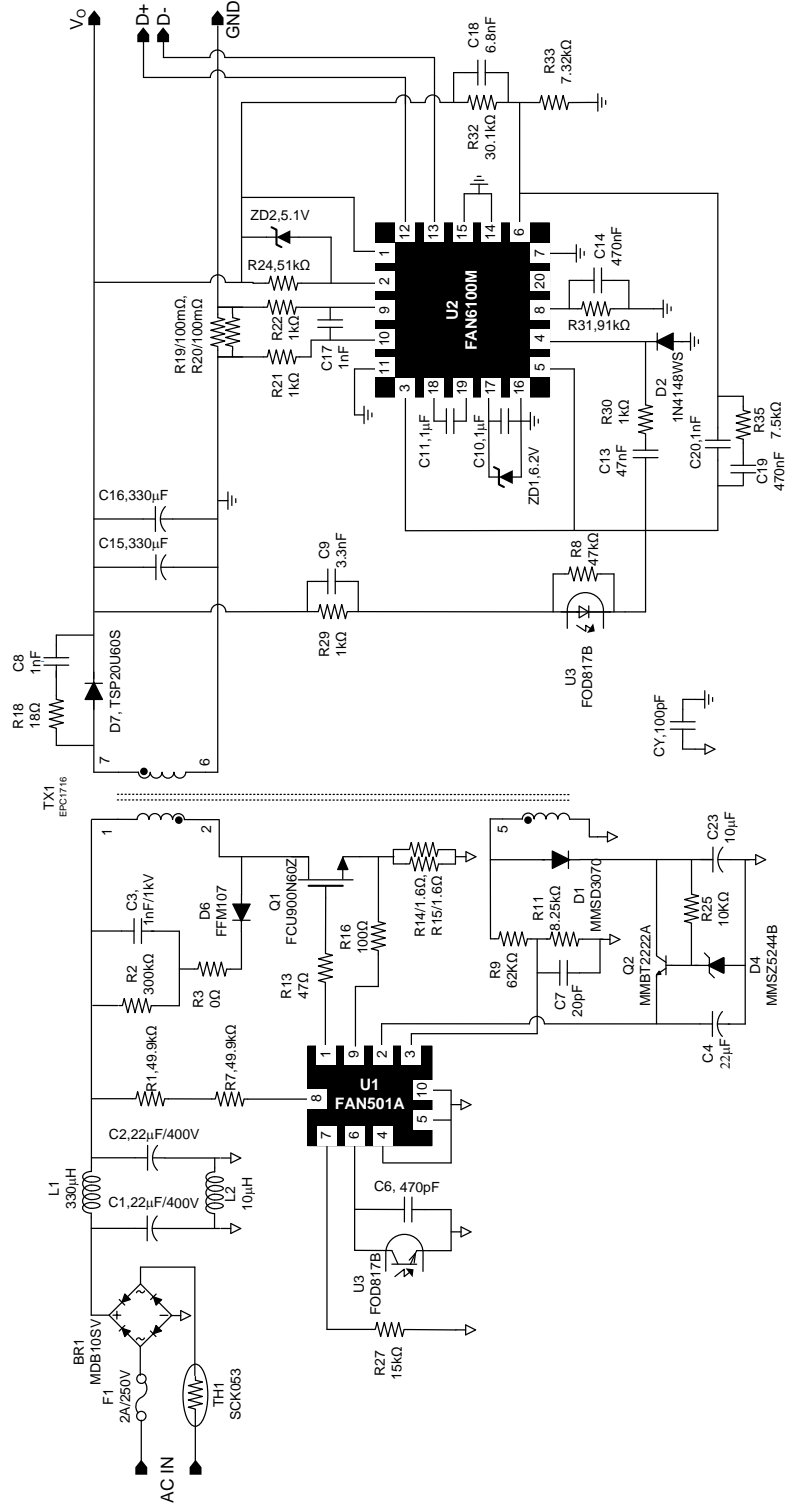 AC IN
F1
2A/250V
TH1
SCK053
BR1
MDB10SV
L1
330µH
C1,22µF/400V
C2,22µF/400V
L2
10µH
R1,49.9kΩ
R7,49.9kΩ
R2
300kΩ
C3,
1nF/1kV
R3
0Ω
D6
FFM107
1
2
TX1
EPC1716
7
6
R18
18Ω
C8
1nF
D7, TSP20U60S
C15,330µF
C16,330µF
R19/100mΩ,
R20/100mΩ
VO
D+
D-
GND
Q1
FCU900N60Z
R13
47Ω
R16
100Ω
R14/1.6Ω,
R15/1.6Ω
U1
FAN501A
8
7
6
4
5
10
1
9
2
3
R27
15kΩ
U3
FOD817B
C6, 470pF
R9
62KΩ
R11
8.25kΩ
C7
20pF
5
D1
MMSD3070
Q2
MMBT2222A
R25
10KΩ
C23
10µF
D4
MMSZ5244B
C4
22µF
R29
1kΩ
C9
3.3nF
U3
FOD817B
R8
47kΩ
CY,100pF
R21
1kΩ
R22
1kΩ
C17
1nF
R24,51kΩ
ZD2,5.1V
U2
FAN6100M
11
10
9
2
1
3
18
19
17
16
12
13
15
14
6
5
4
8
20
7
C11,1µF
C10,1µF
ZD1,6.2V
C13
47nF
R30
1kΩ
D2
1N4148WS
R31,91kΩ
C14
470nF
R32
30.1kΩ
C18
6.8nF
R33
7.32kΩ
C20,1nF
C19
470nF
R35
7.5kΩ